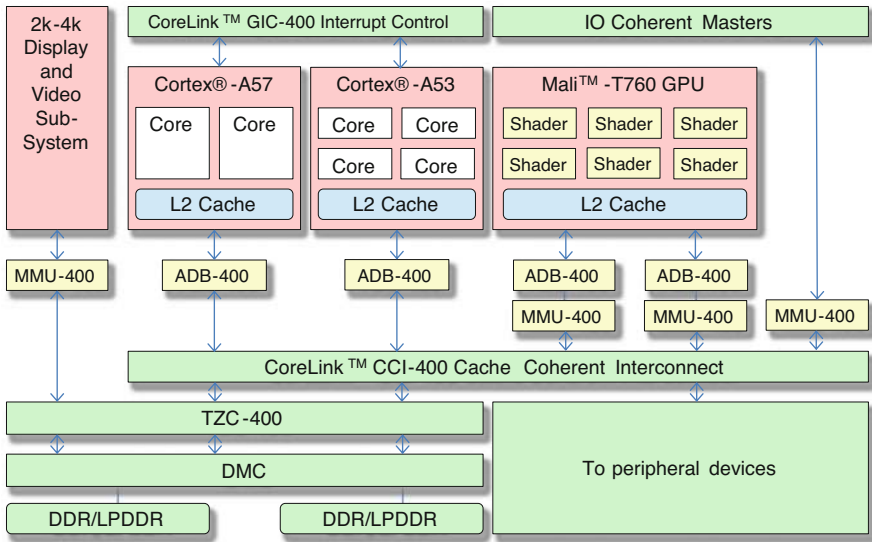 2k-4k
Display
and
Video
Sub-
System
CoreLink™ GIC-400 Interrupt Control
IO Coherent Masters
Cortex®-A57
Core
Core
L2 Cache
Cortex®-A53
Core
Core
Core
Core
L2 Cache
Mali™-T760 GPU
Shader
Shader
Shader
Shader
Shader
Shader
L2 Cache
MMU-400
ADB-400
ADB-400
ADB-400
ADB-400
MMU-400
MMU-400
MMU-400
CoreLink™ CCI-400 Cache Coherent Interconnect
TZC-400
DMC
To peripheral devices
DDR/LPDDR
DDR/LPDDR